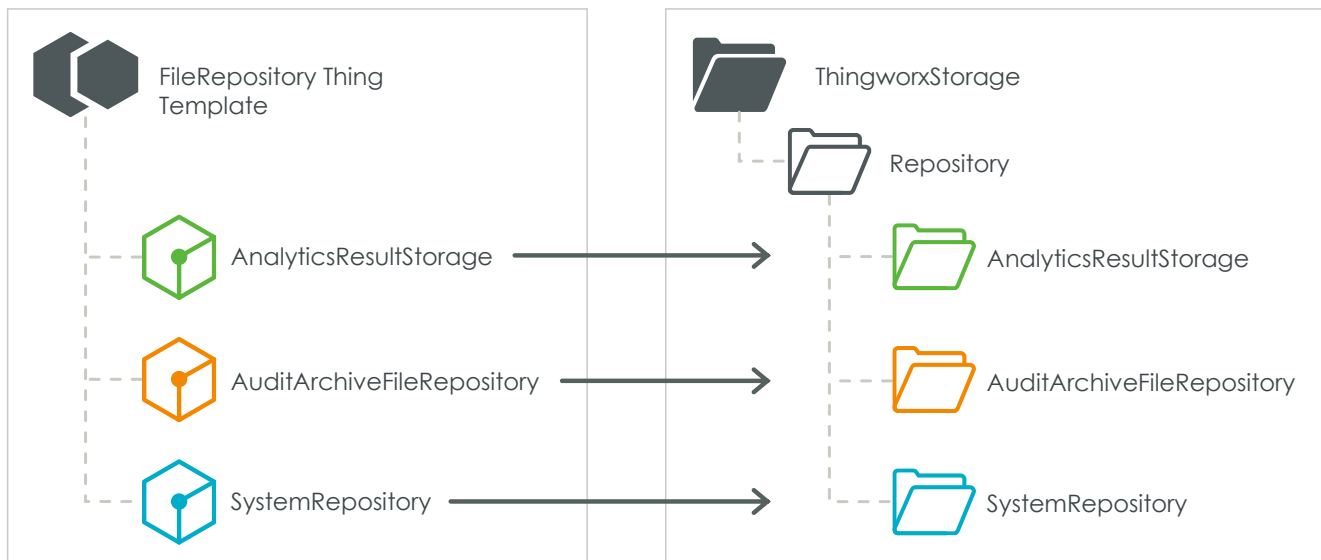 FileRepository Thing
Template
AnalyticsResultStorage
AuditArchiveFileRepository
SystemRepository
ThingworxStorage
Repository
AnalyticsResultStorage
AuditArchiveFileRepository
SystemRepository